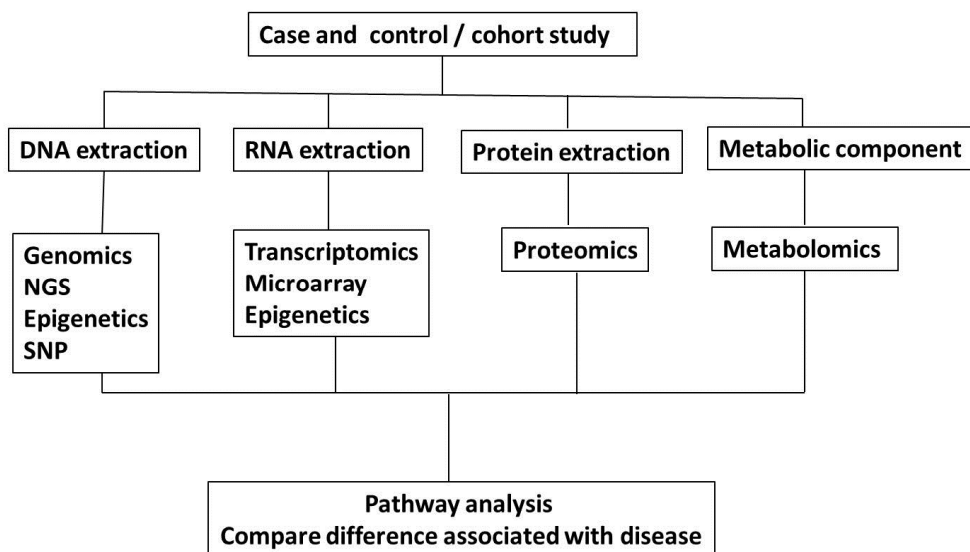 Case and control / cohort study
DNA extraction
RNA extraction
Protein extraction
Metabolic component
Genomics
NGS
Epigenetics
SNP
Transcriptomics
Microarray
Epigenetics
Proteomics
Metabolomics
Pathway analysis
Compare difference associated with disease